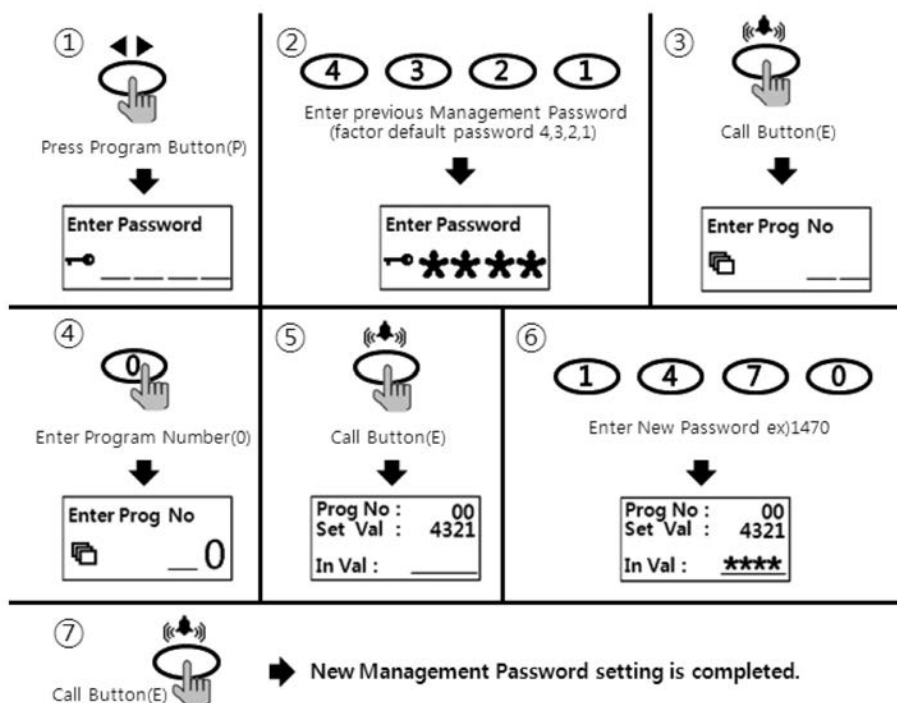 ①
Press Program Button(P)
Enter Password
②
4 3 2 1
Enter previous Management Password
(factor default password 4,3,2,1)
Enter Password
****
③
Call Button(E)
Enter Prog No
④
0
Enter Program Number(0)
Enter Prog No
_0
⑤
Call Button(E)
Prog No : 00
Set Val : 4321
In Val :
⑥
1 4 7 0
Enter New Password ex)1470
Prog No : 00
Set Val : 4321
In Val : ****
⑦
Call Button(E)
New Management Password setting is completed.